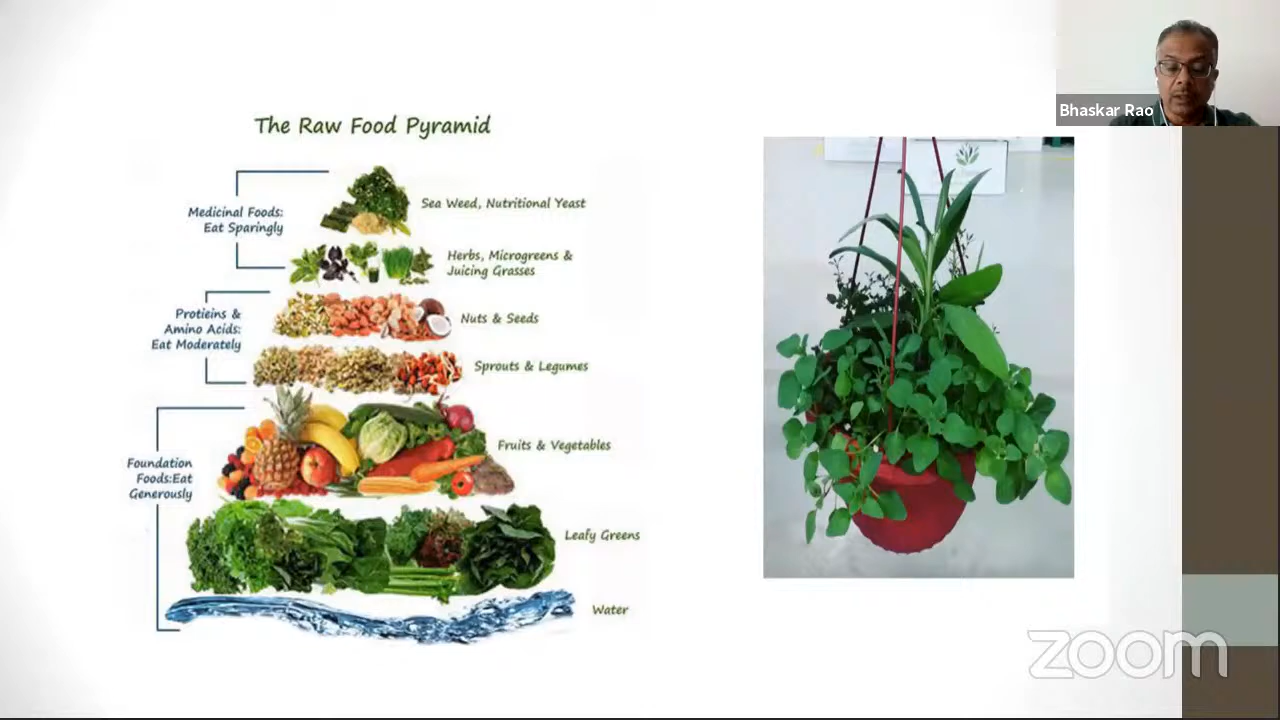 Bhaskar Rao
The Raw Food Pyramid
Medicinal Foods:
Eat Sparingly
Sea Weed, Nutritional Yeast
Herbs, Microgreens &
Juicing Grasses
Protieins &
Amino Acids:
Eat Moderately
Nuts & Seeds
Sprouts & Legumes
Foundation
Foods:Eat
Generously
Fruits & Vegetables
Leafy Greens
Water
zoom